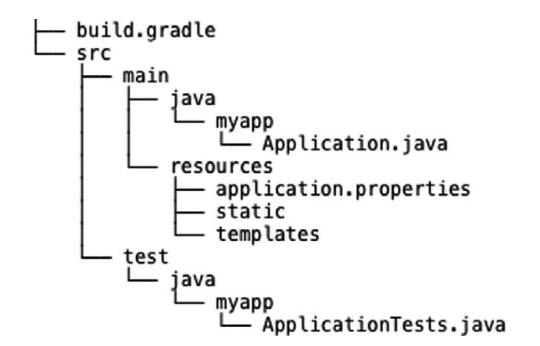 build.gradle
src
main
java
myapp
Application.java
resources
application.properties
static
templates
test
java
myapp
ApplicationTests.java